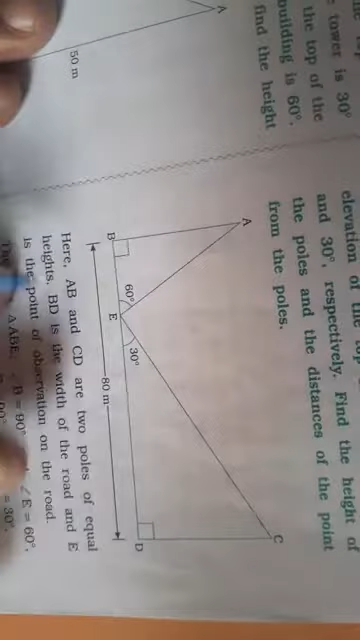 tower is 30°
the top of the
building is 60°.
find the height
A
50 m
elevation of the top
and 30°, respectively. Find the height of
the poles and the distances of the point
from the poles.
A
C
60°
30°
B
E
D
80 m
Here, AB and CD are two poles of equal
heights. BD is the width of the road and E
is the point of observation on the road.
△ABE, B = 90° ∠E = 60°,
= 30°.